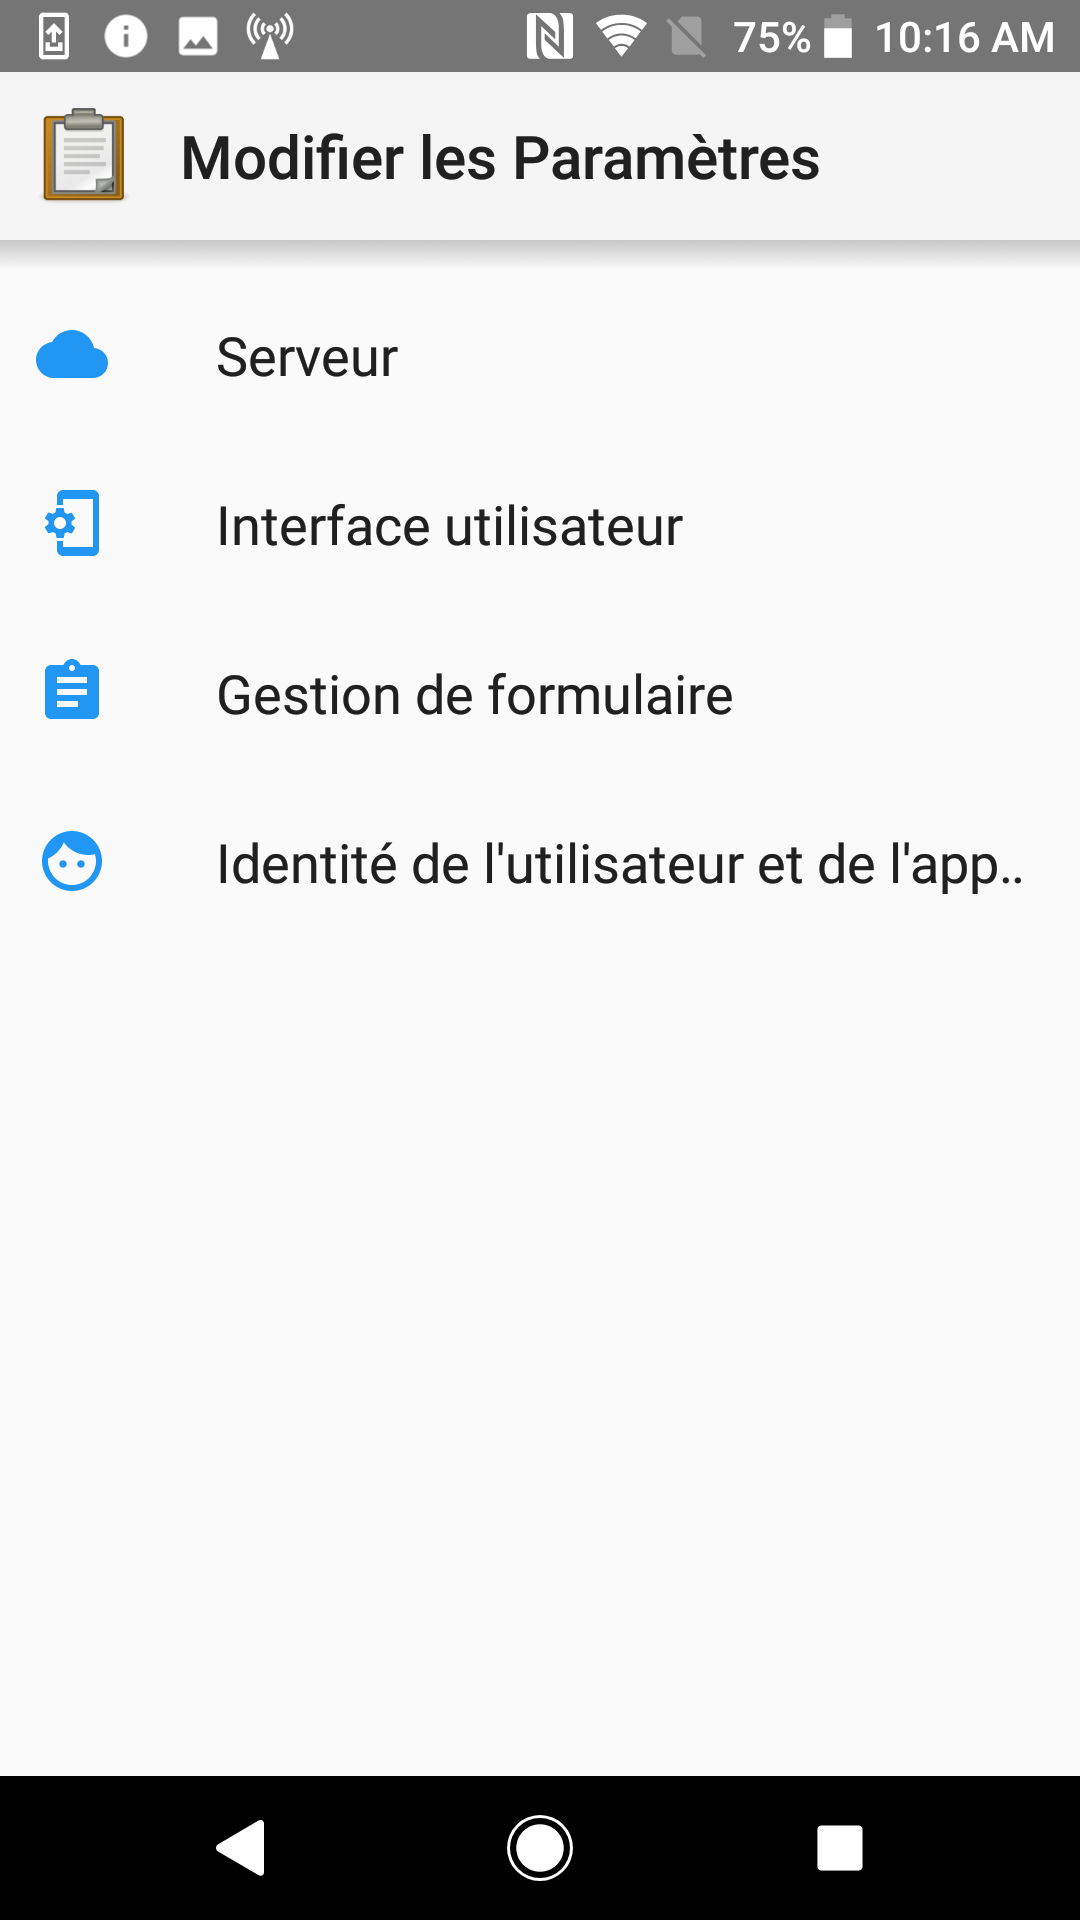 75% 10:16 AM
Modifier les Paramètres
Serveur
Interface utilisateur
Gestion de formulaire
Identité de l'utilisateur et de l'app..